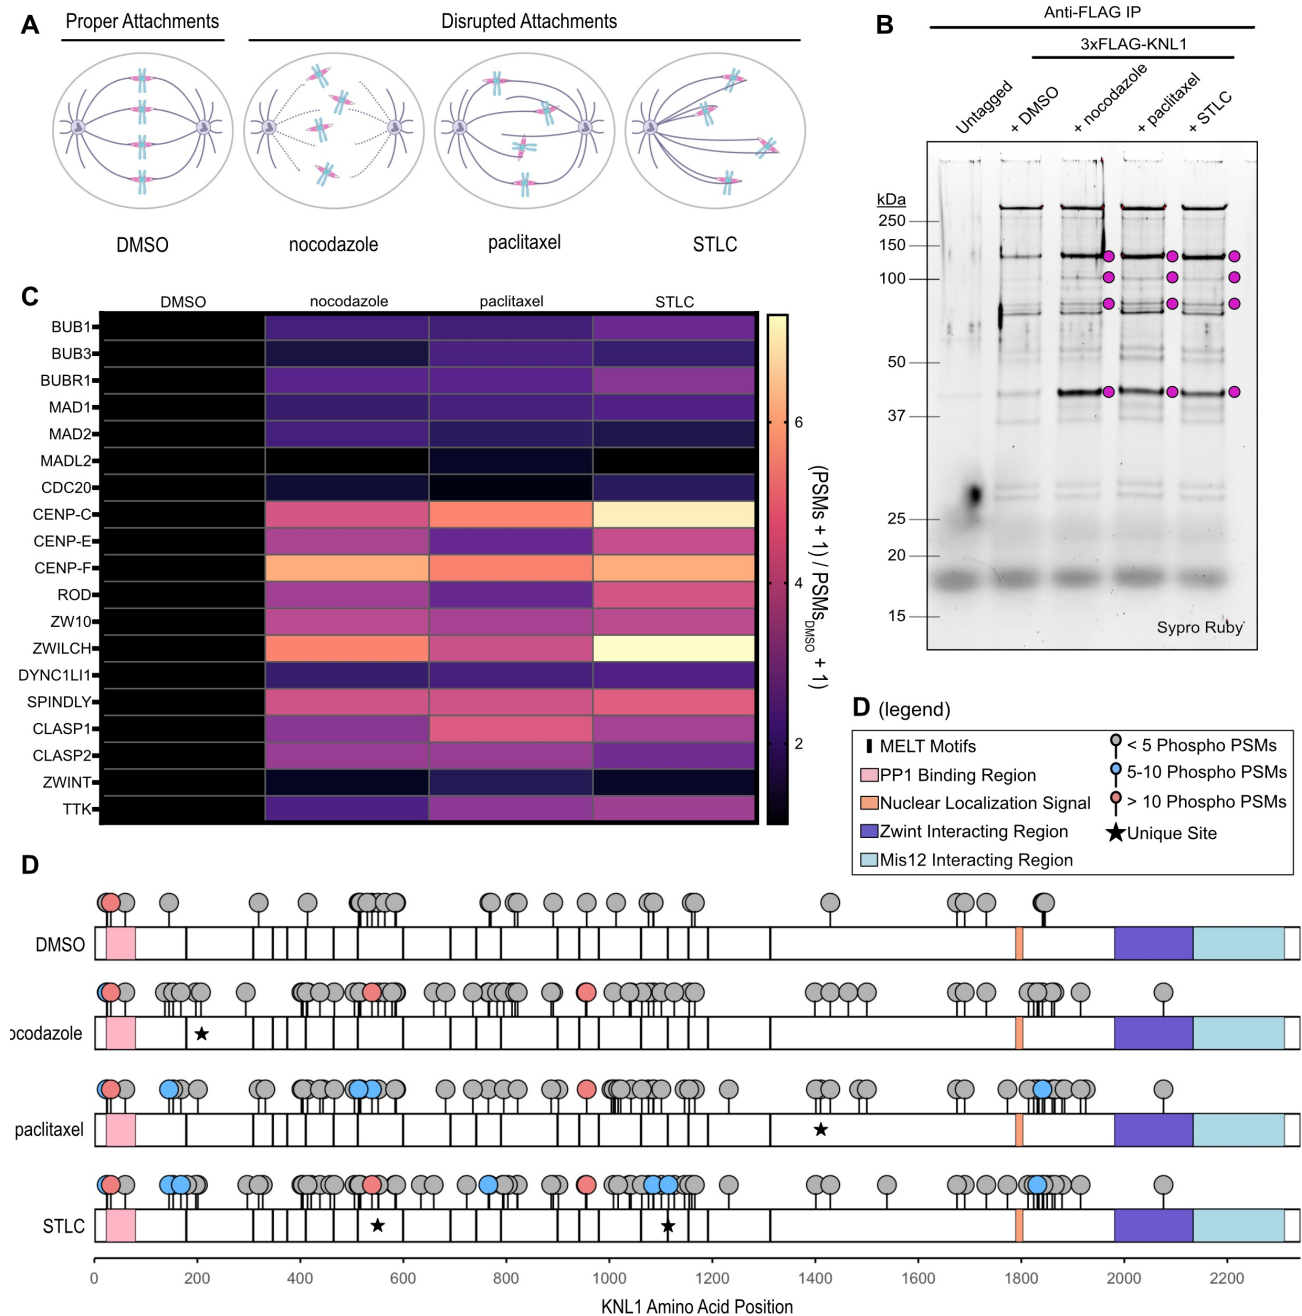 A
Proper Attachments
Disrupted Attachments
DMSO
nocodazole
paclitaxel
STLC
B
Anti-FLAG IP
3xFLAG-KNL1
Untagged
+ DMSO
+ nocodazole
+ paclitaxel
+ STLC
kDa
250
150
100
50
37
25
20
15
Sypro Ruby
C
DMSO
nocodazole
paclitaxel
STLC
BUB1
BUB3
BUBR1
MAD1
MAD2
MADL2
CDC20
CENP-C
CENP-E
CENP-F
ROD
ZW10
ZWILCH
DYNC1LI1
SPINDLY
CLASP1
CLASP2
ZWINT
TTK
6
4
2
(PSMs + 1) / PSMsDMSO + 1)
D (legend)
MELT Motifs
PP1 Binding Region
Nuclear Localization Signal
Zwint Interacting Region
Mis12 Interacting Region
< 5 Phospho PSMs
5-10 Phospho PSMs
> 10 Phospho PSMs
Unique Site
D
DMSO
ocodazole
paclitaxel
STLC
0 200 400 600 800 1000 1200 1400 1600 1800 2000 2200
KNL1 Amino Acid Position